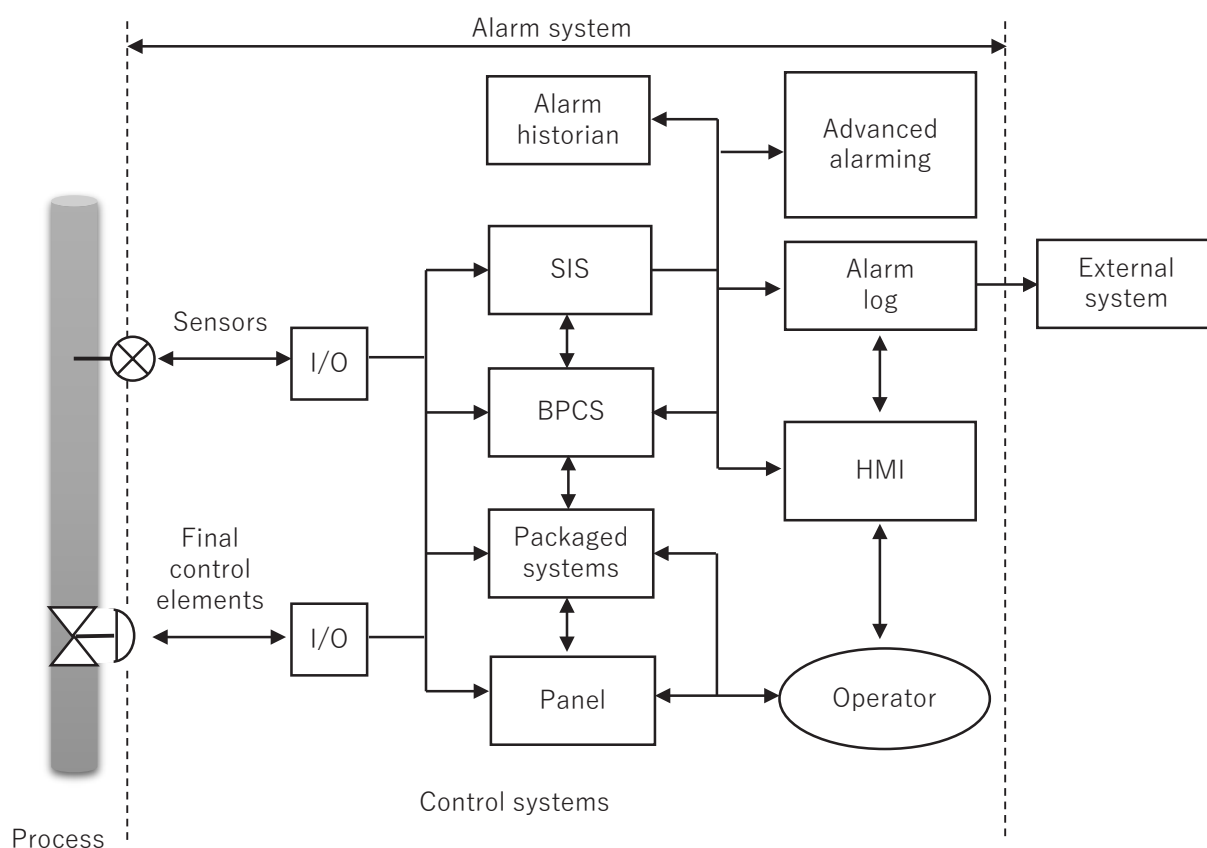 Alarm system
Alarm
historian
Advanced
alarming
SIS
Alarm
log
External
system
Sensors
I/O
BPCS
HMI
Final
control
elements
Packaged
systems
I/O
Panel
Operator
Control systems
Process